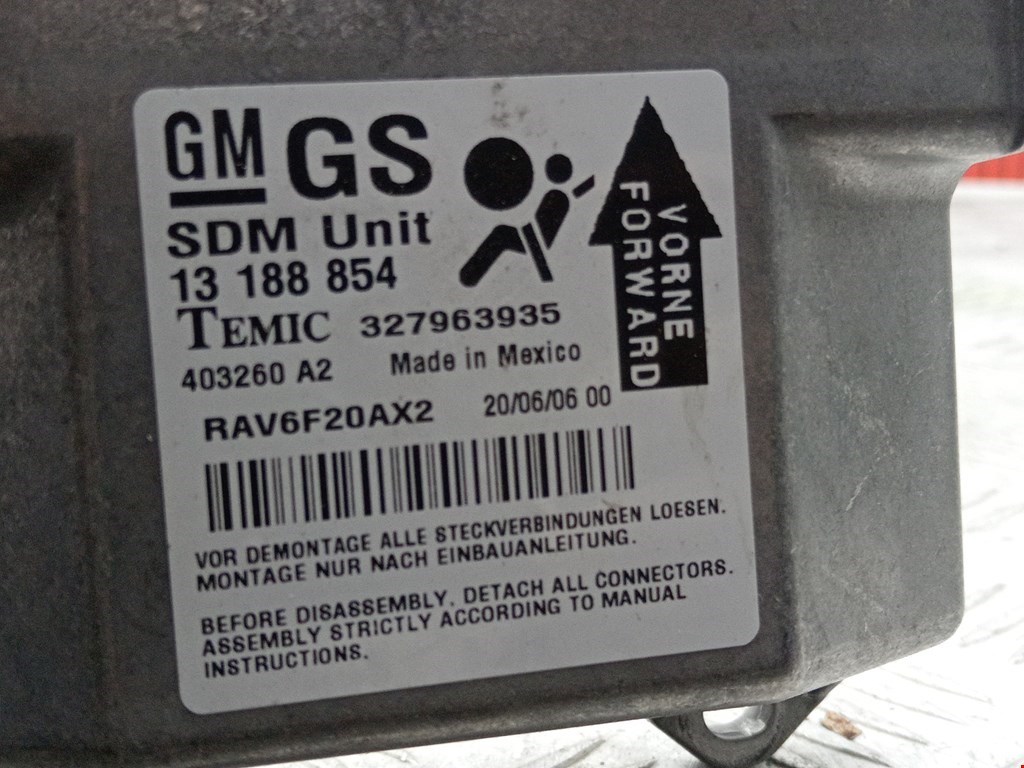 GM GS
SDM Unit
13 188 854
TEMIC 327963935
403260 A2 Made in Mexico
RAV6F20AX2 20/06/06 00
VORNE
FORWARD
VOR DEMONTAGE ALLE STECKVERBINDUNGEN LOESEN.
MONTAGE NUR NACH EINBAUANLEITUNG.
BEFORE DISASSEMBLY, DETACH ALL CONNECTORS.
ASSEMBLY STRICTLY ACCORDING TO MANUAL
INSTRUCTIONS.